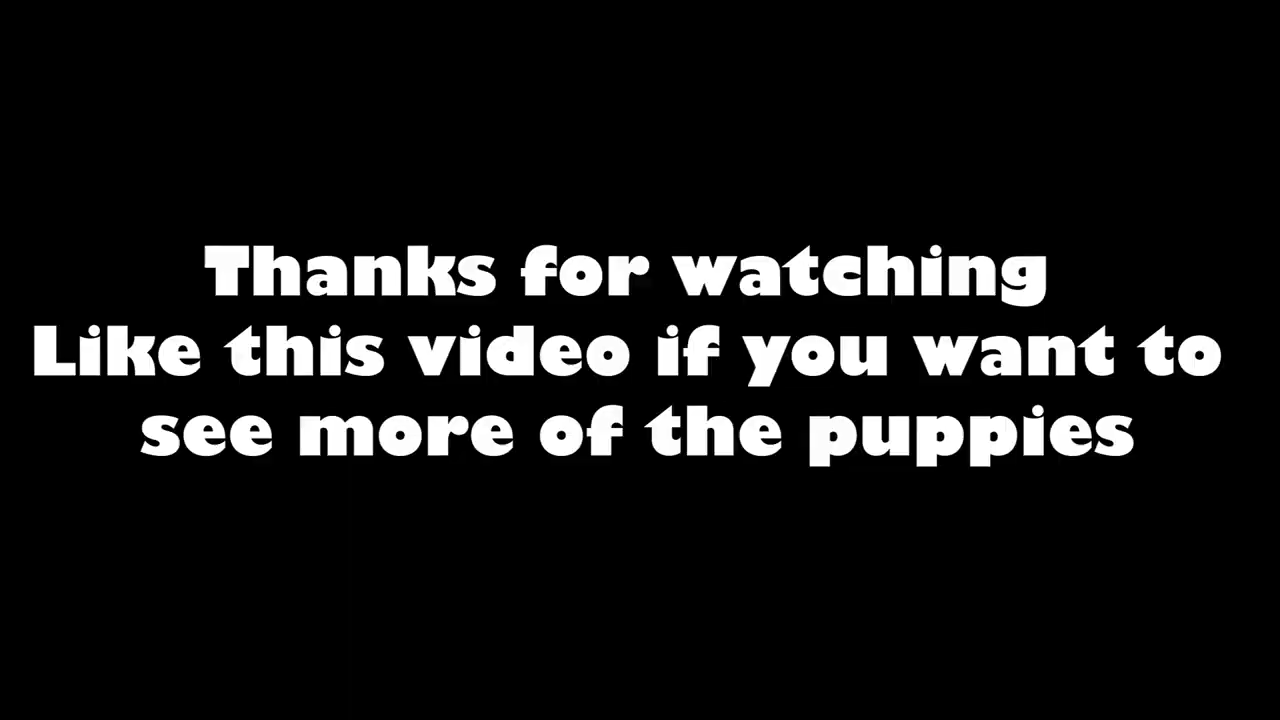 Thanks for watching
Like this video if you want to
see more of the puppies